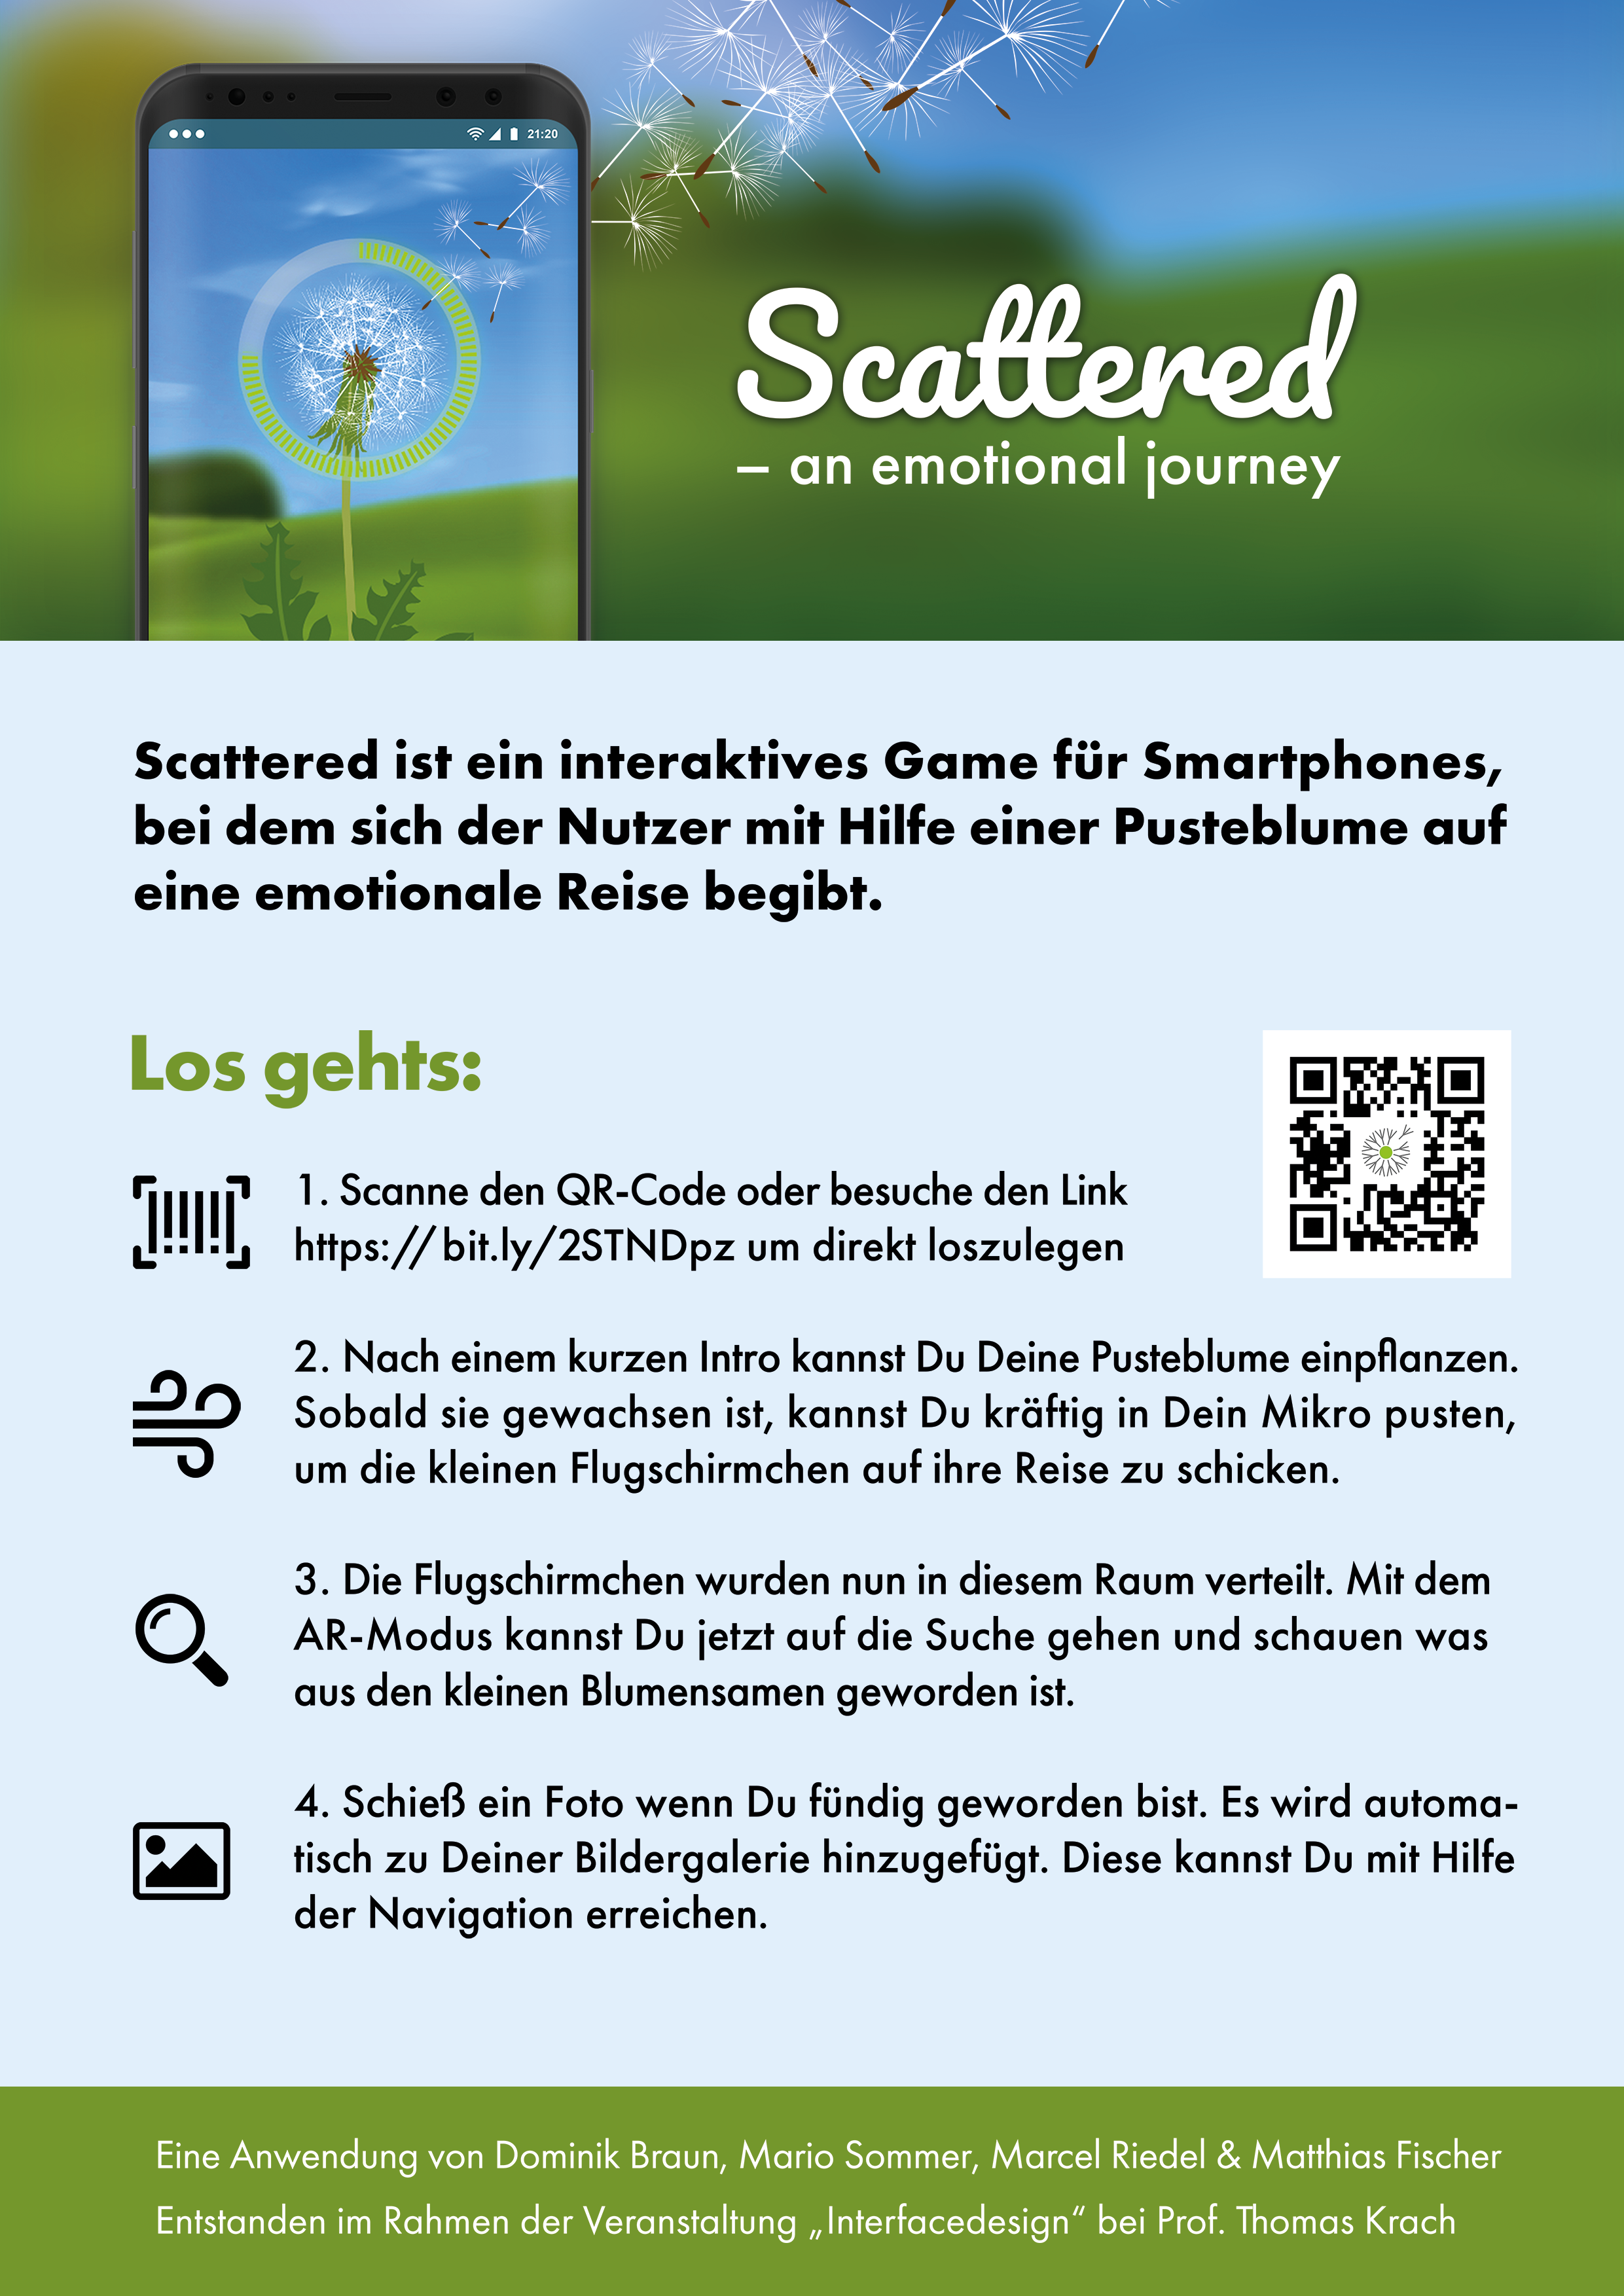 21:20
Scattered
– an emotional journey
Scattered ist ein interaktives Game für Smartphones,
bei dem sich der Nutzer mit Hilfe einer Pusteblume auf
eine emotionale Reise begibt.
Los gehts:
1. Scanne den QR-Code oder besuche den Link
https://bit.ly/2STNDpz um direkt loszulegen
2. Nach einem kurzen Intro kannst Du Deine Pusteblume einpflanzen.
Sobald sie gewachsen ist, kannst Du kräftig in Dein Mikro pusten,
um die kleinen Flugschirmchen auf ihre Reise zu schicken.
3. Die Flugschirmchen wurden nun in diesem Raum verteilt. Mit dem
AR-Modus kannst Du jetzt auf die Suche gehen und schauen was
aus den kleinen Blumensamen geworden ist.
4. Schieß ein Foto wenn Du fündig geworden bist. Es wird automa-
tisch zu Deiner Bildergalerie hinzugefügt. Diese kannst Du mit Hilfe
der Navigation erreichen.
Eine Anwendung von Dominik Braun, Mario Sommer, Marcel Riedel & Matthias Fischer
Entstanden im Rahmen der Veranstaltung „Interfacedesign“ bei Prof. Thomas Krach